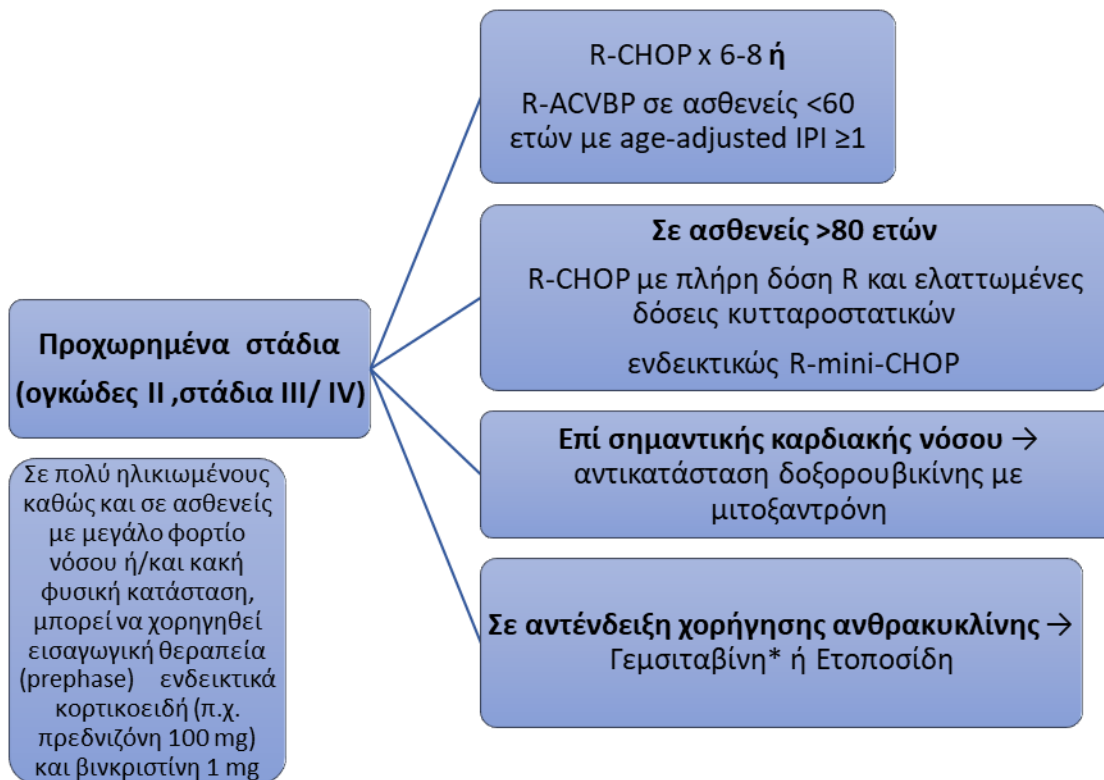 R-CHOP x 6-8 ή
R-ACVBP σε ασθενείς <60
ετών με age-adjusted IPI ≥1
Σε ασθενείς >80 ετών
R-CHOP με πλήρη δόση R και ελαττωμένες
δόσεις κυτταροστατικών
ενδεικτικώς R-mini-CHOP
Προχωρημένα στάδια
(ογκώδες II ,στάδια III/ IV)
Επί σημαντικής καρδιακής νόσου →
αντικατάσταση δοξορουβικίνης με
μιτοξαντρόνη
Σε αντένδειξη χορήγησης ανθρακυκλίνης →
Γεμσιταβίνη* ή Ετοποσίδη
Σε πολύ ηλικιωμένους
καθώς και σε ασθενείς
με μεγάλο φορτίο
νόσου ή/και κακή
φυσική κατάσταση,
μπορεί να χορηγηθεί
εισαγωγική θεραπεία
(prephase) ενδεικτικά
κορτικοειδή (π.χ.
πρεδνιζόνη 100 mg)
και βινκριστίνη 1 mg